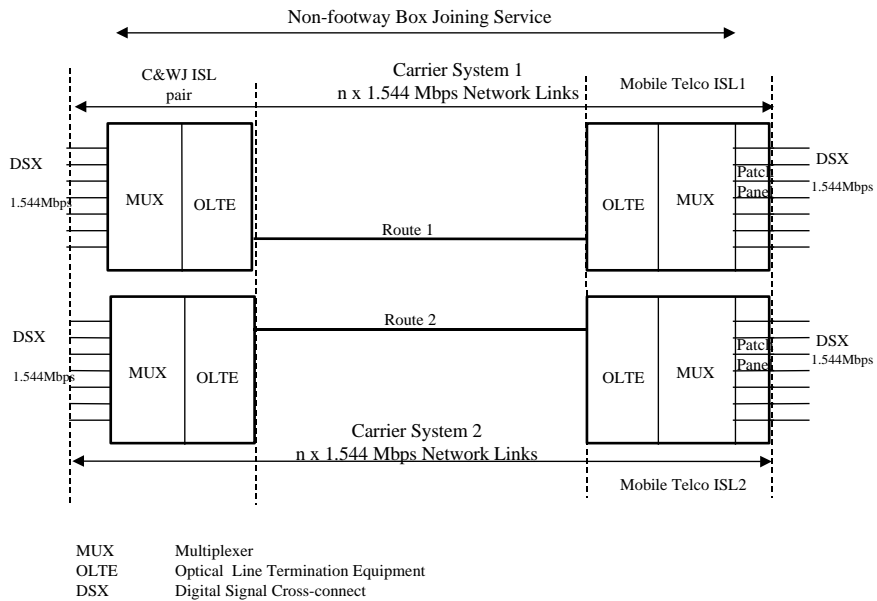 Non-footway Box Joining Service
C&WJ ISL
pair
Carrier System 1
n x 1.544 Mbps Network Links
Mobile Telco ISL1
DSX
1.544Mbps
MUX
OLTE
Route 1
OLTE
MUX
Patch
Panel
DSX
1.544Mbps
DSX
1.544Mbps
MUX
OLTE
Route 2
OLTE
MUX
Patch
Panel
DSX
1.544Mbps
Carrier System 2
n x 1.544 Mbps Network Links
Mobile Telco ISL2
MUX Multiplexer
OLTE Optical Line Termination Equipment
DSX Digital Signal Cross-connect